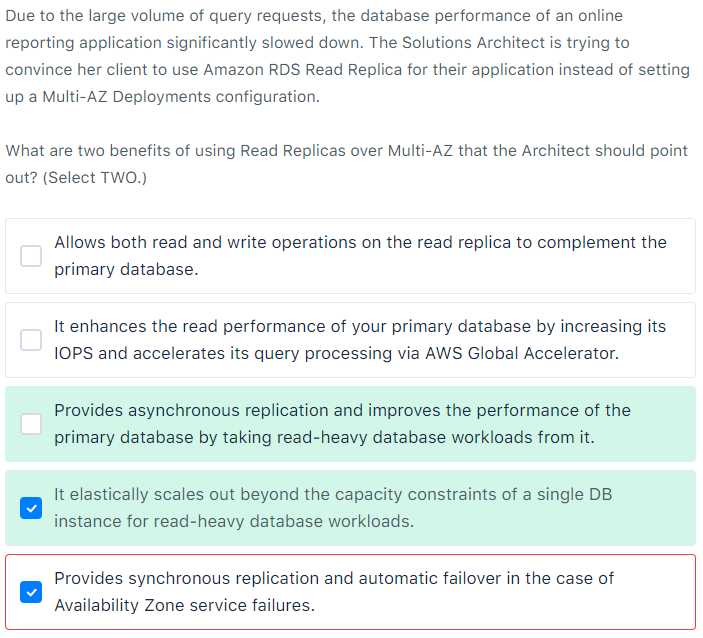 Due to the large volume of query requests, the database performance of an online
reporting application significantly slowed down. The Solutions Architect is trying to
convince her client to use Amazon RDS Read Replica for their application instead of setting
up a Multi-AZ Deployments configuration.
What are two benefits of using Read Replicas over Multi-AZ that the Architect should point
out? (Select TWO.)
Allows both read and write operations on the read replica to complement the
primary database.
It enhances the read performance of your primary database by increasing its
IOPS and accelerates its query processing via AWS Global Accelerator.
Provides asynchronous replication and improves the performance of the
primary database by taking read-heavy database workloads from it.
It elastically scales out beyond the capacity constraints of a single DB
instance for read-heavy database workloads.
Provides synchronous replication and automatic failover in the case of
Availability Zone service failures.